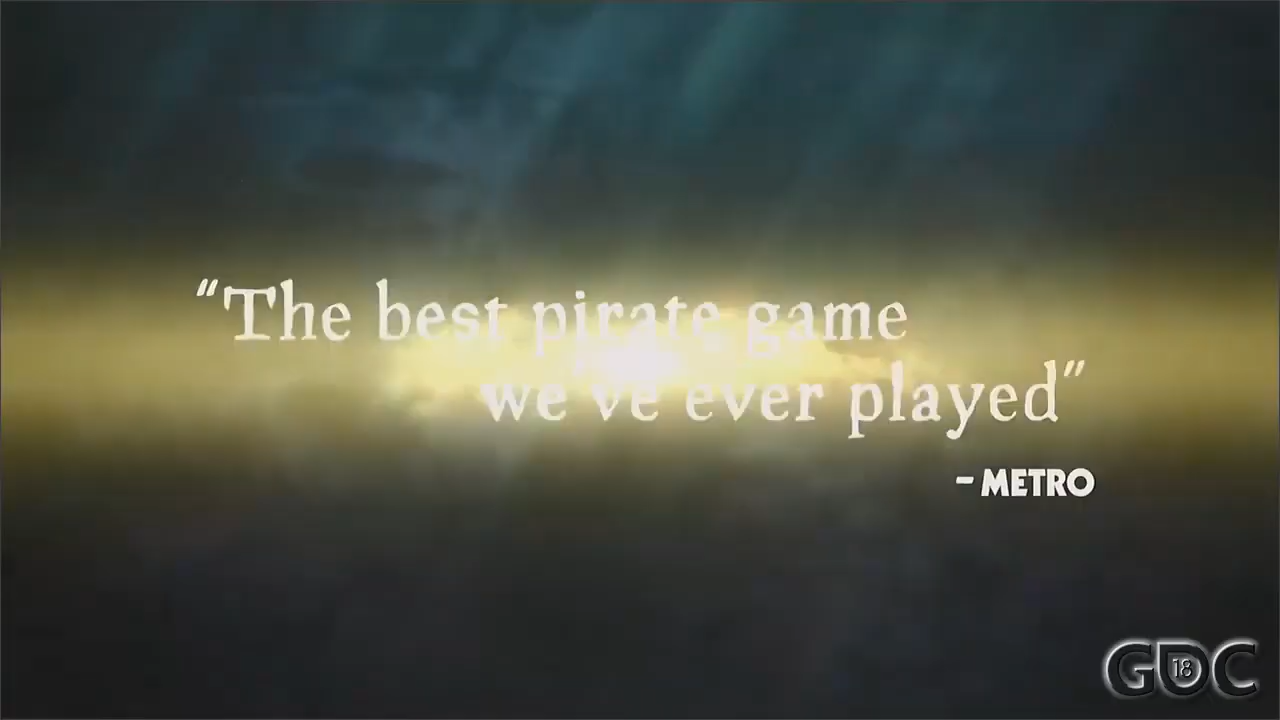 “The best pirate game
we've ever played”
– METRO
GDC
18